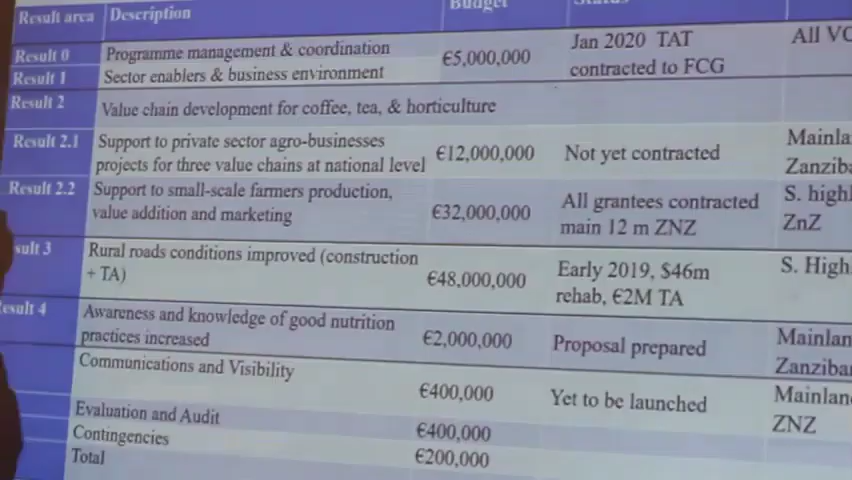 Result area Description Budget
Result 0 Programme management & coordination €5,000,000 Jan 2020 TAT All VC
Result 1 Sector enablers & business environment contracted to FCG
Result 2 Value chain development for coffee, tea, & horticulture
Result 2.1 Support to private sector agro-businesses €12,000,000 Not yet contracted Mainla
projects for three value chains at national level Zanziba
Result 2.2 Support to small-scale farmers production, €32,000,000 All grantees contracted S. highl
value addition and marketing main 12 m ZNZ ZnZ
sult 3 Rural roads conditions improved (construction €48,000,000 Early 2019, $46m S. High
+ TA) rehab, €2M TA
esult 4 Awareness and knowledge of good nutrition €2,000,000 Proposal prepared Mainlan
practices increased Zanzibar
Communications and Visibility €400,000 Yet to be launched Mainland
ZNZ
Evaluation and Audit €400,000
Contingencies €200,000
Total